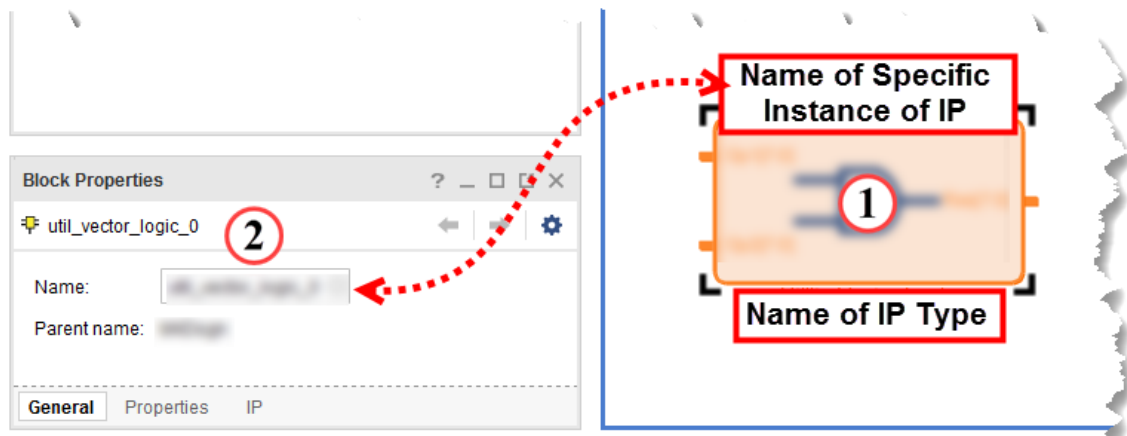 Name of Specific
Instance of IP
Block Properties
?
util_vector_logic_0
2
1
Name:
Parent name:
Name of IP Type
General Properties IP